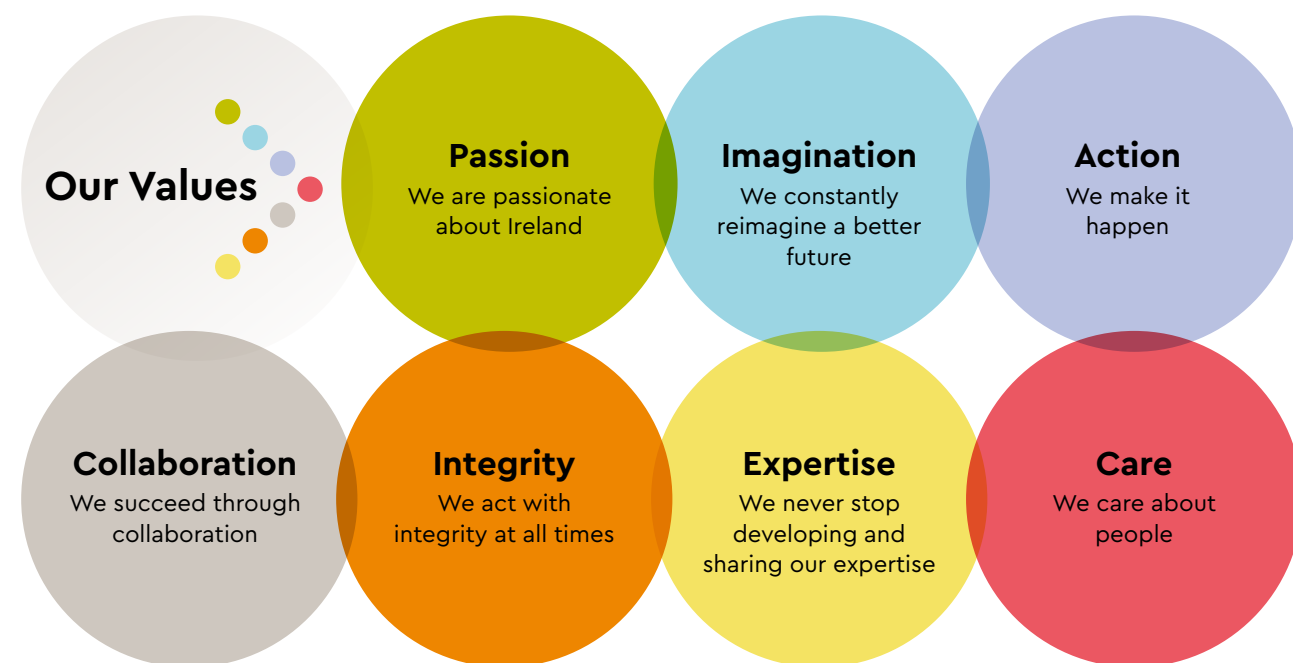 Our Values
Passion
We are passionate
about Ireland
Imagination
We constantly
reimagine a better
future
Action
We make it
happen
Collaboration
We succeed through
collaboration
Integrity
We act with
integrity at all times
Expertise
We never stop
developing and
sharing our expertise
Care
We care about
people